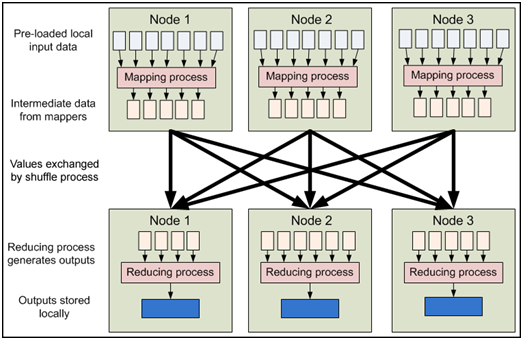 Node 1
Node 2
Node 3
Pre-loaded local
input data
Mapping process
Mapping process
Mapping process
Intermediate data
from mappers
Values exchanged
by shuffle process
Node 1
Node 2
Node 3
Reducing process
generates outputs
Reducing process
Reducing process
Reducing process
Outputs stored
locally